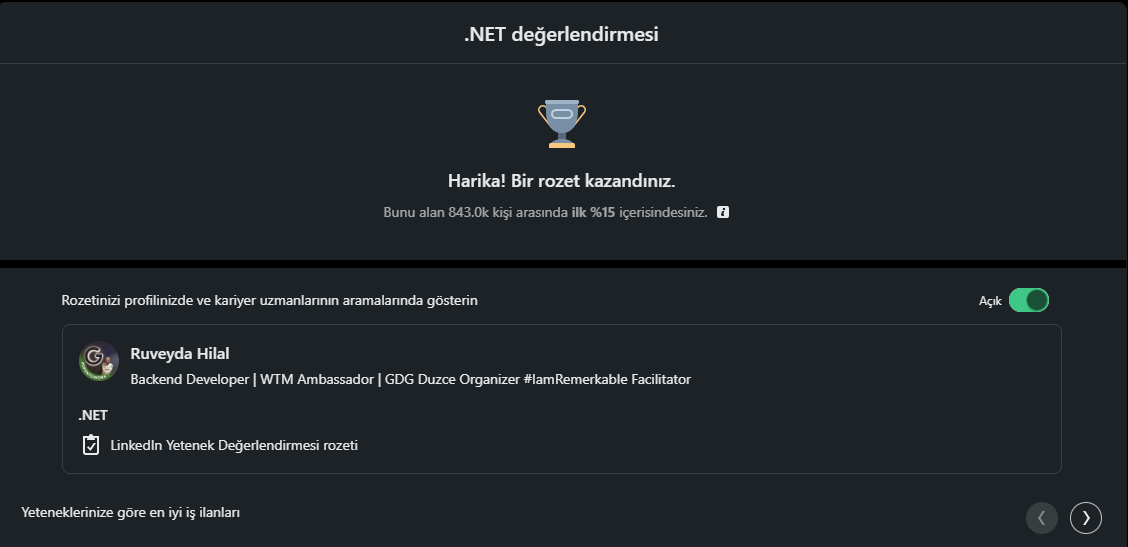 .NET değerlendirmesi
Harika! Bir rozet kazandınız.
Bunu alan 843.0k kişi arasında ilk %15 içerisindesiniz.
Rozetinizi profilinizde ve kariyer uzmanlarının aramalarında gösterin
Açık
Ruveyda Hilal
Backend Developer | WTM Ambassador | GDG Duzce Organizer #IamRemerkable Facilitator
.NET
LinkedIn Yetenek Değerlendirmesi rozeti
Yeteneklerinize göre en iyi iş ilanları